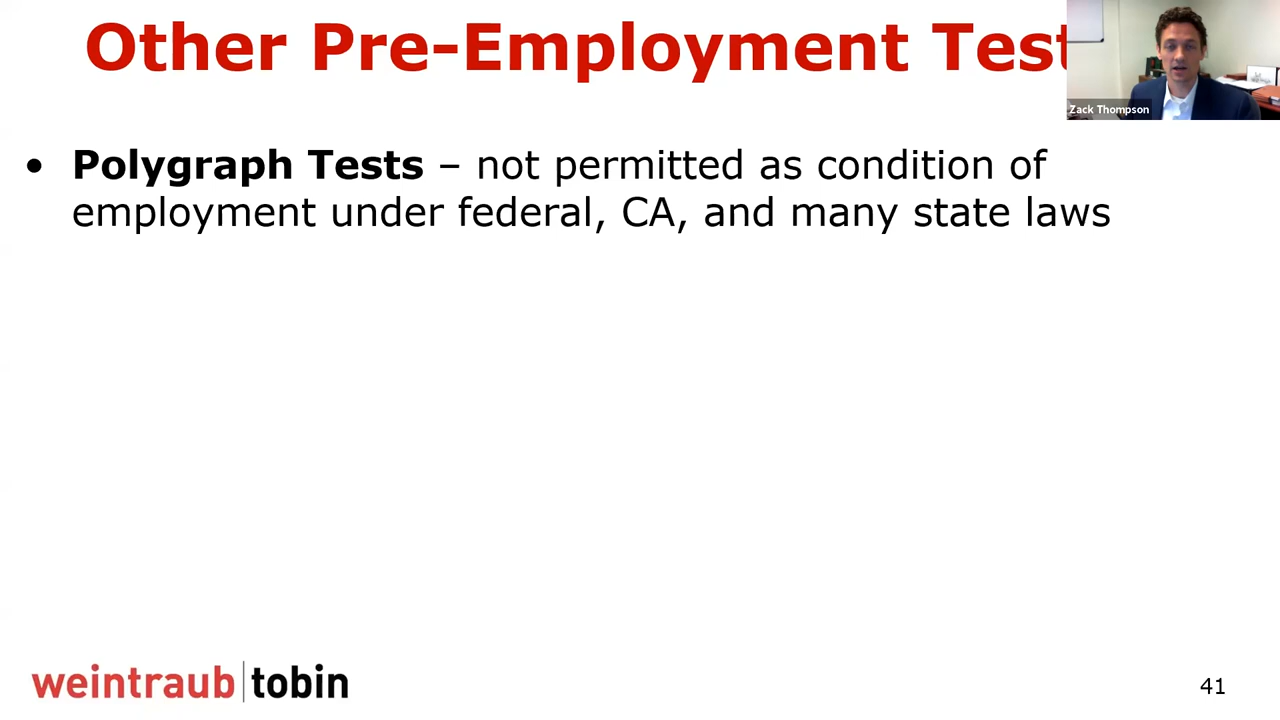 Other Pre-Employment Test
Zack Thompson
• Polygraph Tests – not permitted as condition of
employment under federal, CA, and many state laws
weintraub|tobin
41